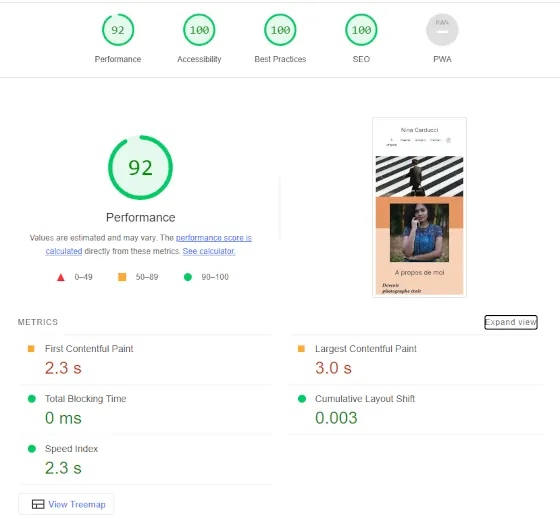 92
100
100
100
Performance
Accessibility
Best Practices
SEO
PWA
92
Performance
Values are estimated and may vary. The performance score is
calculated directly from these metrics. See calculator.
0–49
50–89
90–100
Nina Carducci
A propos de moi
Devenir
photographe était
METRICS
Expand view
First Contentful Paint
2.3 s
Largest Contentful Paint
3.0 s
Total Blocking Time
0 ms
Cumulative Layout Shift
0.003
Speed Index
2.3 s
View Treemap